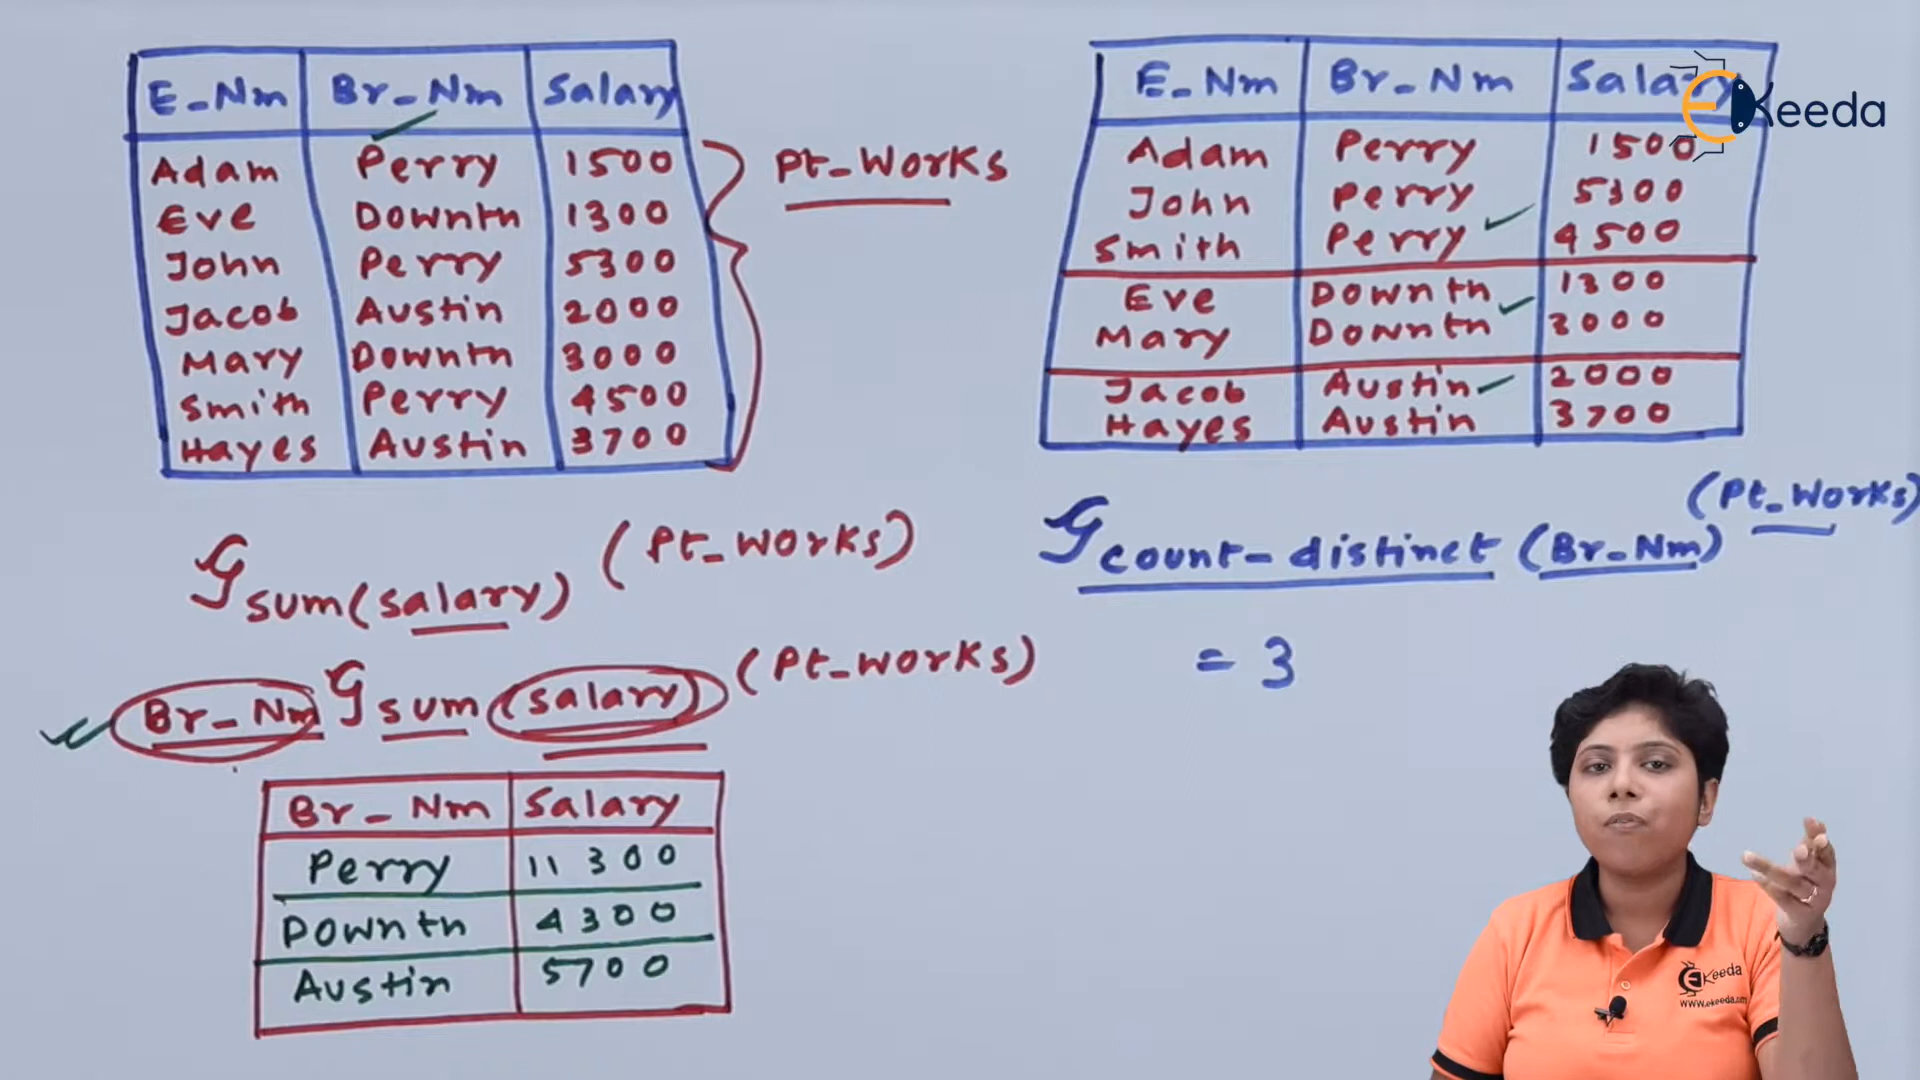 E_Nm Br_Nm Salary
Adam Perry 1500
Eve Downtn 1300
John Perry 5300
Jacob Austin 2000
Mary Downtn 3000
Smith Perry 4500
Hayes Austin 3700
Pt_Works
E_Nm Br_Nm Salary
Adam Perry 1500
John Perry 5300
Smith Perry 4500
Eve Downtn 1300
Mary Downtn 3000
Jacob Austin 2000
Hayes Austin 3700
EKeeda
G sum(salary) (Pt_Works)
Br_Nm G sum (salary) (Pt_Works)
Br_Nm Salary
Perry 11300
Downtn 4300
Austin 5700
G count-distinct (Br_Nm) (Pt_Works)
= 3
EKeeda
www.ekeeda.com